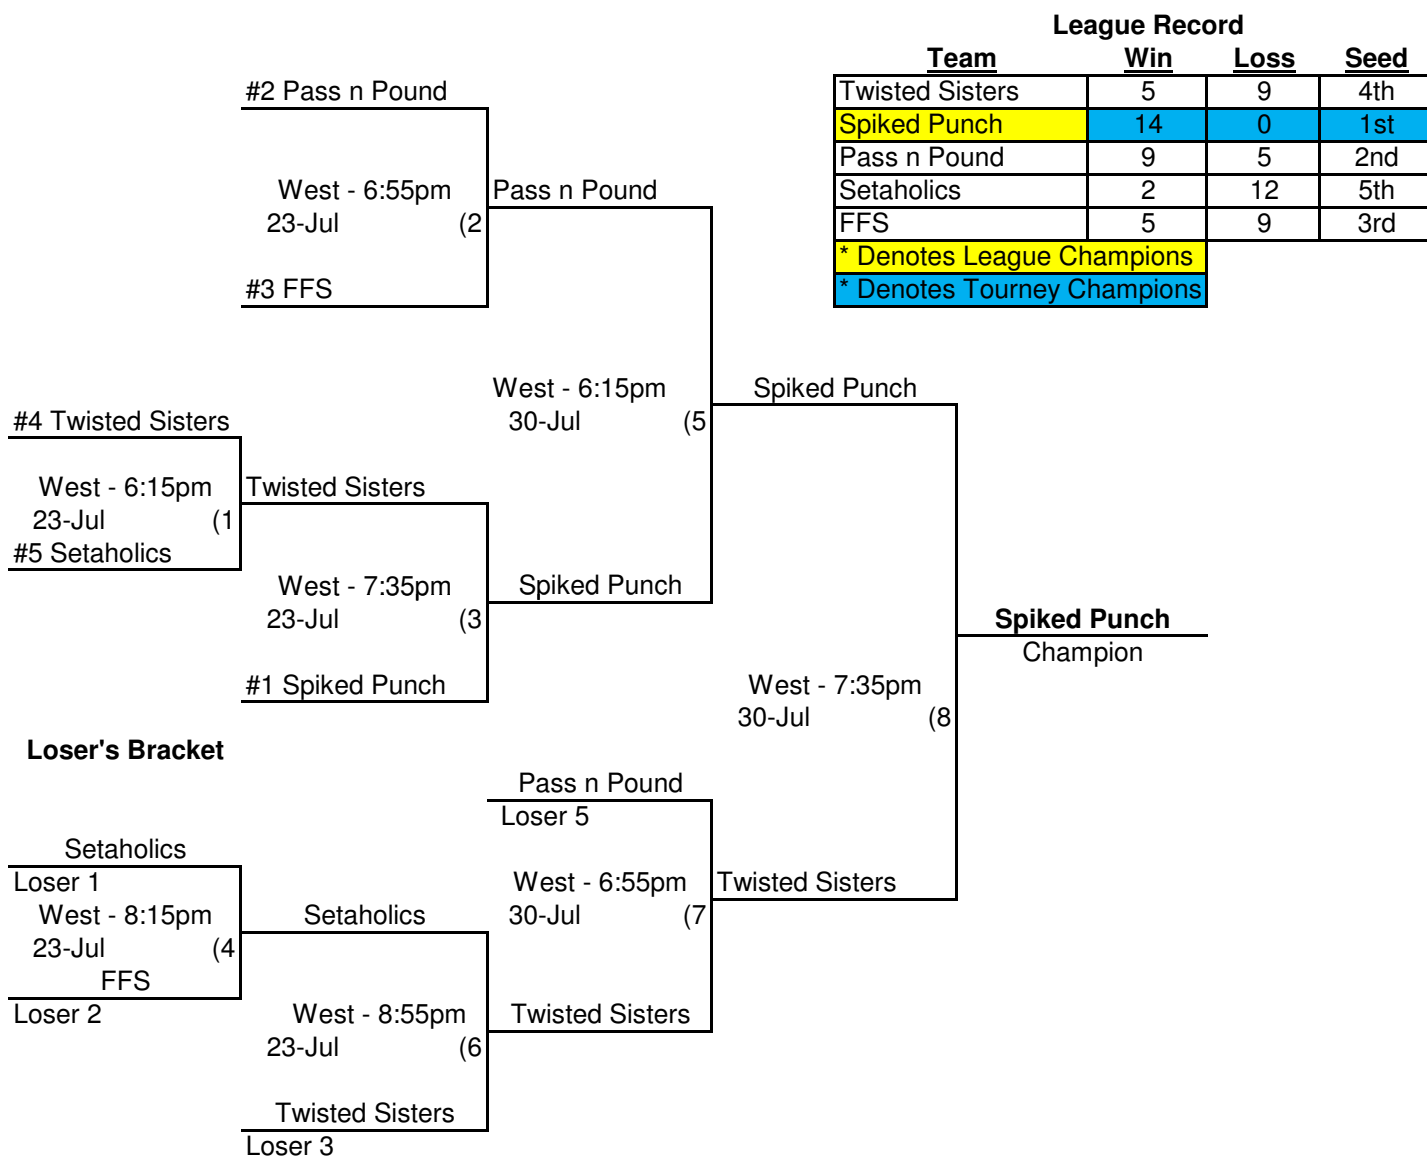 League Record
Team Win Loss Seed
Twisted Sisters 5 9 4th
Spiked Punch 14 0 1st
Pass n Pound 9 5 2nd
Setaholics 2 12 5th
FFS 5 9 3rd
* Denotes League Champions
* Denotes Tourney Champions
#2 Pass n Pound
West - 6:55pm
23-Jul (2
Pass n Pound
#3 FFS
West - 6:15pm
30-Jul (5
Spiked Punch
#4 Twisted Sisters
West - 6:15pm
23-Jul (1
#5 Setaholics
Twisted Sisters
West - 7:35pm
23-Jul (3
Spiked Punch
#1 Spiked Punch
Spiked Punch
Champion
West - 7:35pm
30-Jul (8
Loser's Bracket
Pass n Pound
Loser 5
Setaholics
Loser 1
West - 8:15pm
23-Jul (4
FFS
Loser 2
Setaholics
West - 6:55pm
30-Jul (7
Twisted Sisters
West - 8:55pm
23-Jul (6
Twisted Sisters
Twisted Sisters
Loser 3